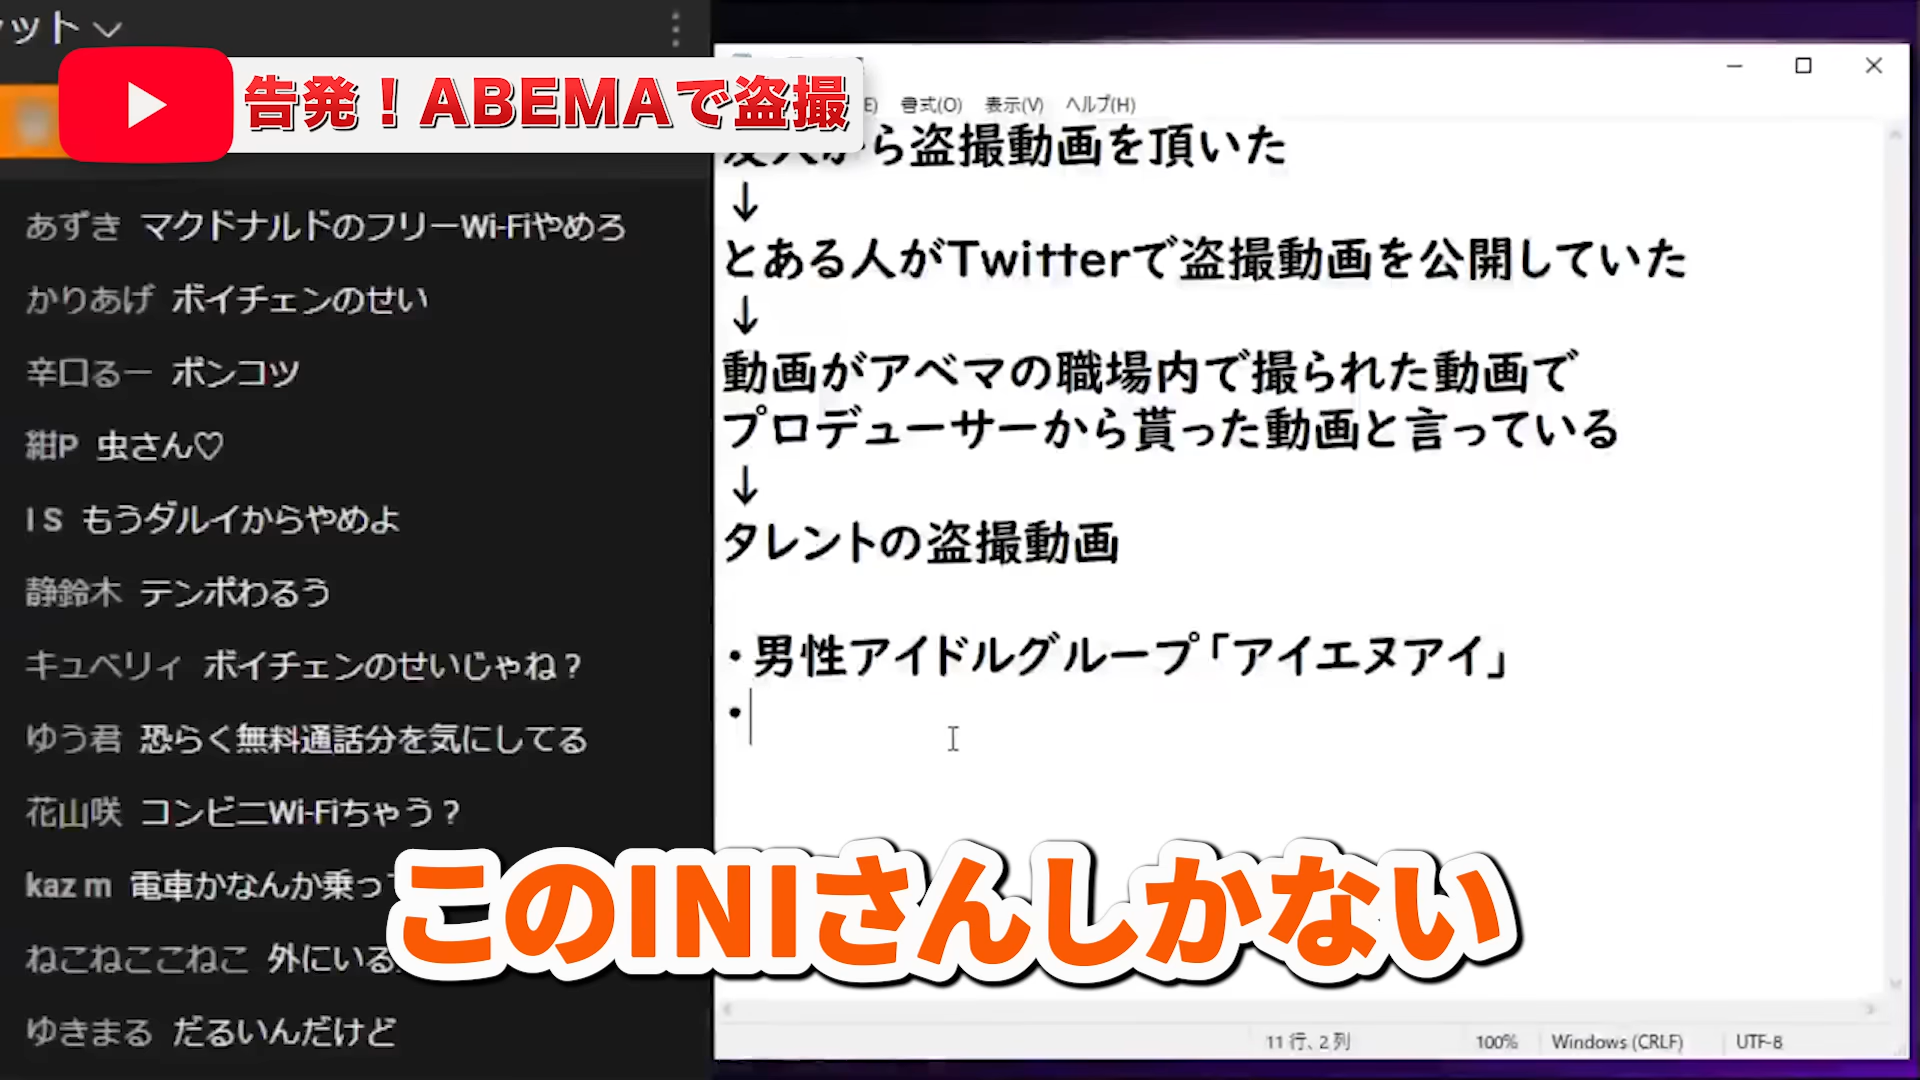 ット
告発！ABEMAで盗撮
あずき マクドナルドのフリーWi-Fiやめろ
かりあげ ボイチェンのせい
辛口るー ポンコツ
紺P 虫さん♡
I S もうダルイからやめよ
静鈴木 テンポわるう
キュベリィ ボイチェンのせいじゃね？
ゆう君 恐らく無料通話分を気にしてる
花山咲 コンビニWi-Fiちゃう？
kaz m 電車かなんか乗っ
ねこねここねこ 外にいる
ゆきまる だるいんだけど
E) 書式(O) 表示(V) ヘルプ(H)
友人から盗撮動画を頂いた
↓
とある人がTwitterで盗撮動画を公開していた
↓
動画がアベマの職場内で撮られた動画で
プロデューサーから貰った動画と言っている
↓
タレントの盗撮動画
・男性アイドルグループ「アイエヌアイ」
・
このINIさんしかない
11 行、2 列
100%
Windows (CRLF)
UTF-8